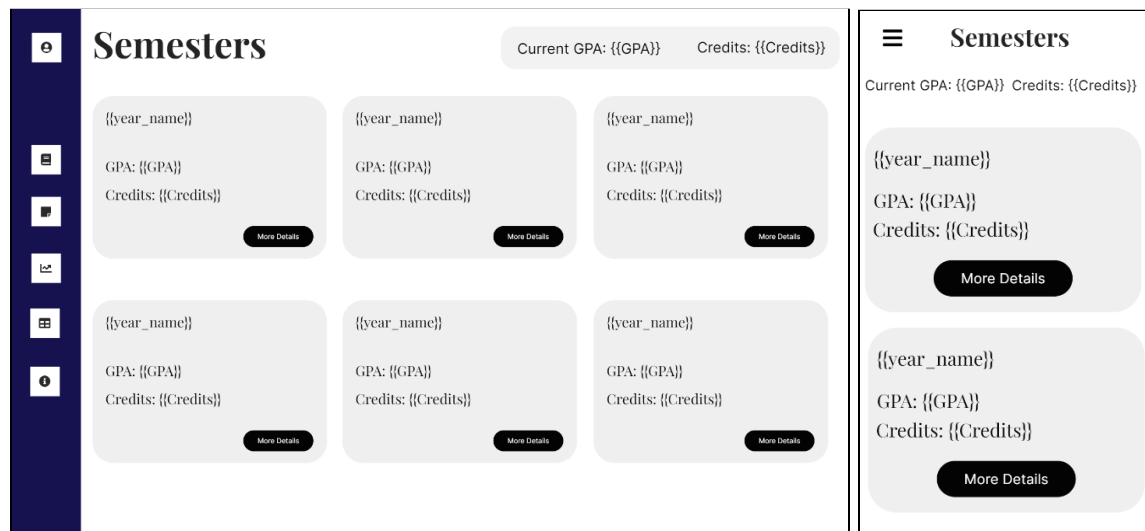 Semesters
Current GPA: {{GPA}} Credits: {{Credits}}
{{year_name}}
GPA: {{GPA}}
Credits: {{Credits}}
More Details
{{year_name}}
GPA: {{GPA}}
Credits: {{Credits}}
More Details
{{year_name}}
GPA: {{GPA}}
Credits: {{Credits}}
More Details
{{year_name}}
GPA: {{GPA}}
Credits: {{Credits}}
More Details
{{year_name}}
GPA: {{GPA}}
Credits: {{Credits}}
More Details
{{year_name}}
GPA: {{GPA}}
Credits: {{Credits}}
More Details
Semesters
Current GPA: {{GPA}} Credits: {{Credits}}
{{year_name}}
GPA: {{GPA}}
Credits: {{Credits}}
More Details
{{year_name}}
GPA: {{GPA}}
Credits: {{Credits}}
More Details